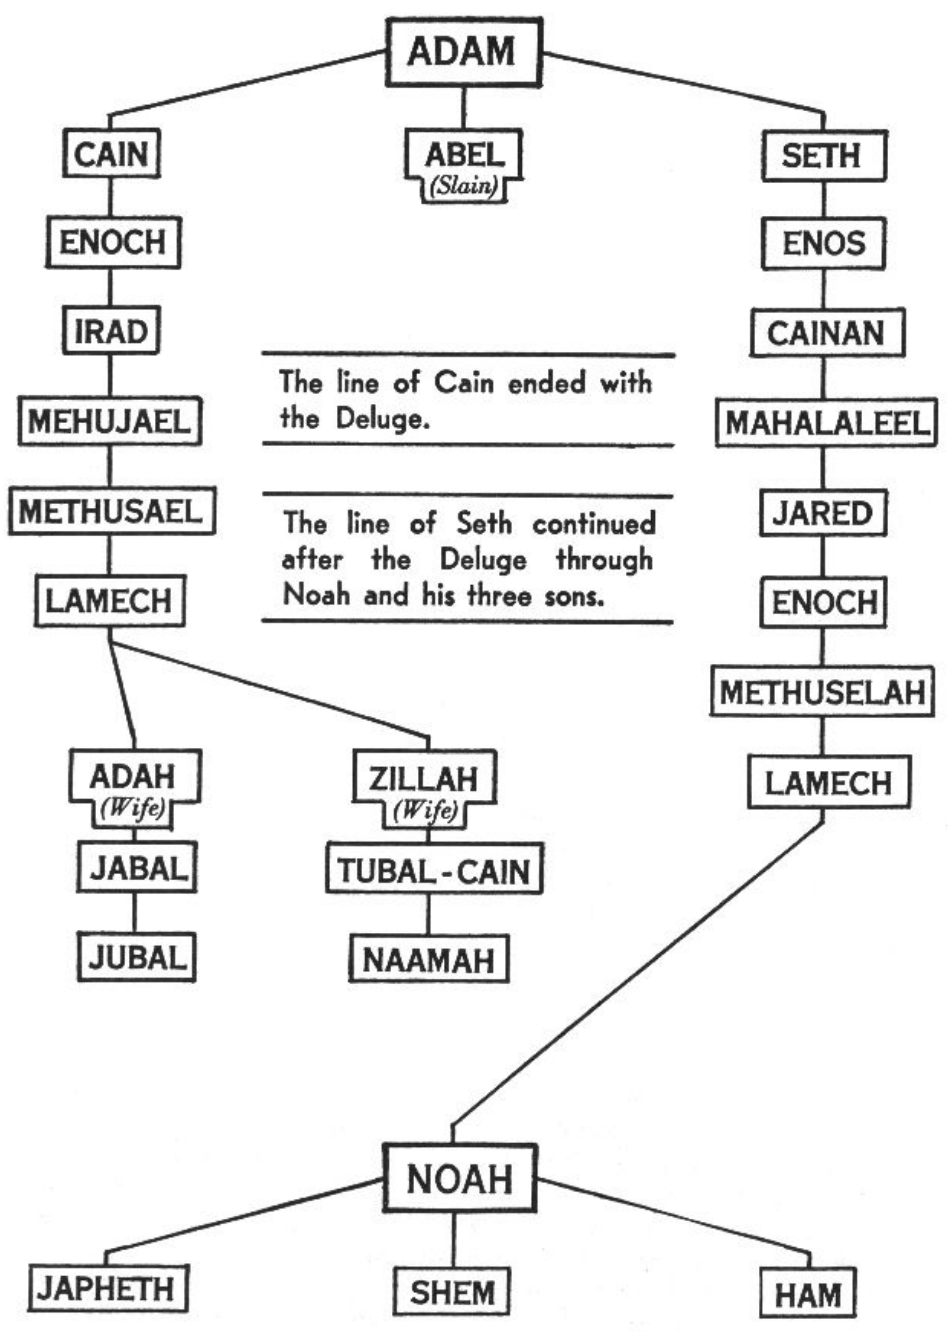 ADAM
CAIN
ABEL
(Slain)
SETH
ENOCH
ENOS
IRAD
CAINAN
The line of Cain ended with
the Deluge.
MEHUJAEL
MAHALALEEL
METHUSAEL
JARED
The line of Seth continued
after the Deluge through
Noah and his three sons.
LAMECH
ENOCH
METHUSELAH
ADAH
(Wife)
ZILLAH
(Wife)
LAMECH
JABAL
TUBAL-CAIN
JUBAL
NAAMAH
NOAH
JAPHETH
SHEM
HAM